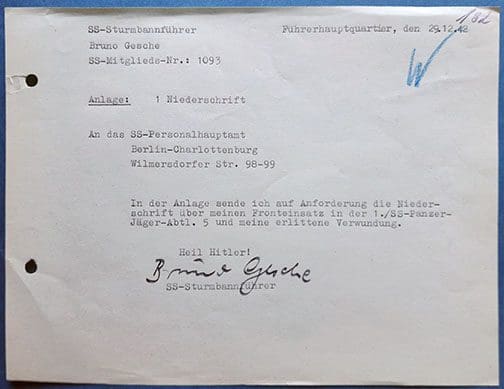 132
SS-Sturmbannführer Führerhauptquartier, den 29.12.42
Bruno Gesche
SS-Mitglieds-Nr.: 1093
Anlage: 1 Niederschrift
An das SS-Personalhauptamt
Berlin-Charlottenburg
Wilmersdorfer Str. 98-99
In der Anlage sende ich auf Anforderung die Nieder-
schrift über meinen Fronteinsatz in der 1./SS-Panzer-
Jäger-Abtl. 5 und meine erlittene Verwundung.
Heil Hitler!
Bruno Gesche
SS-Sturmbannführer